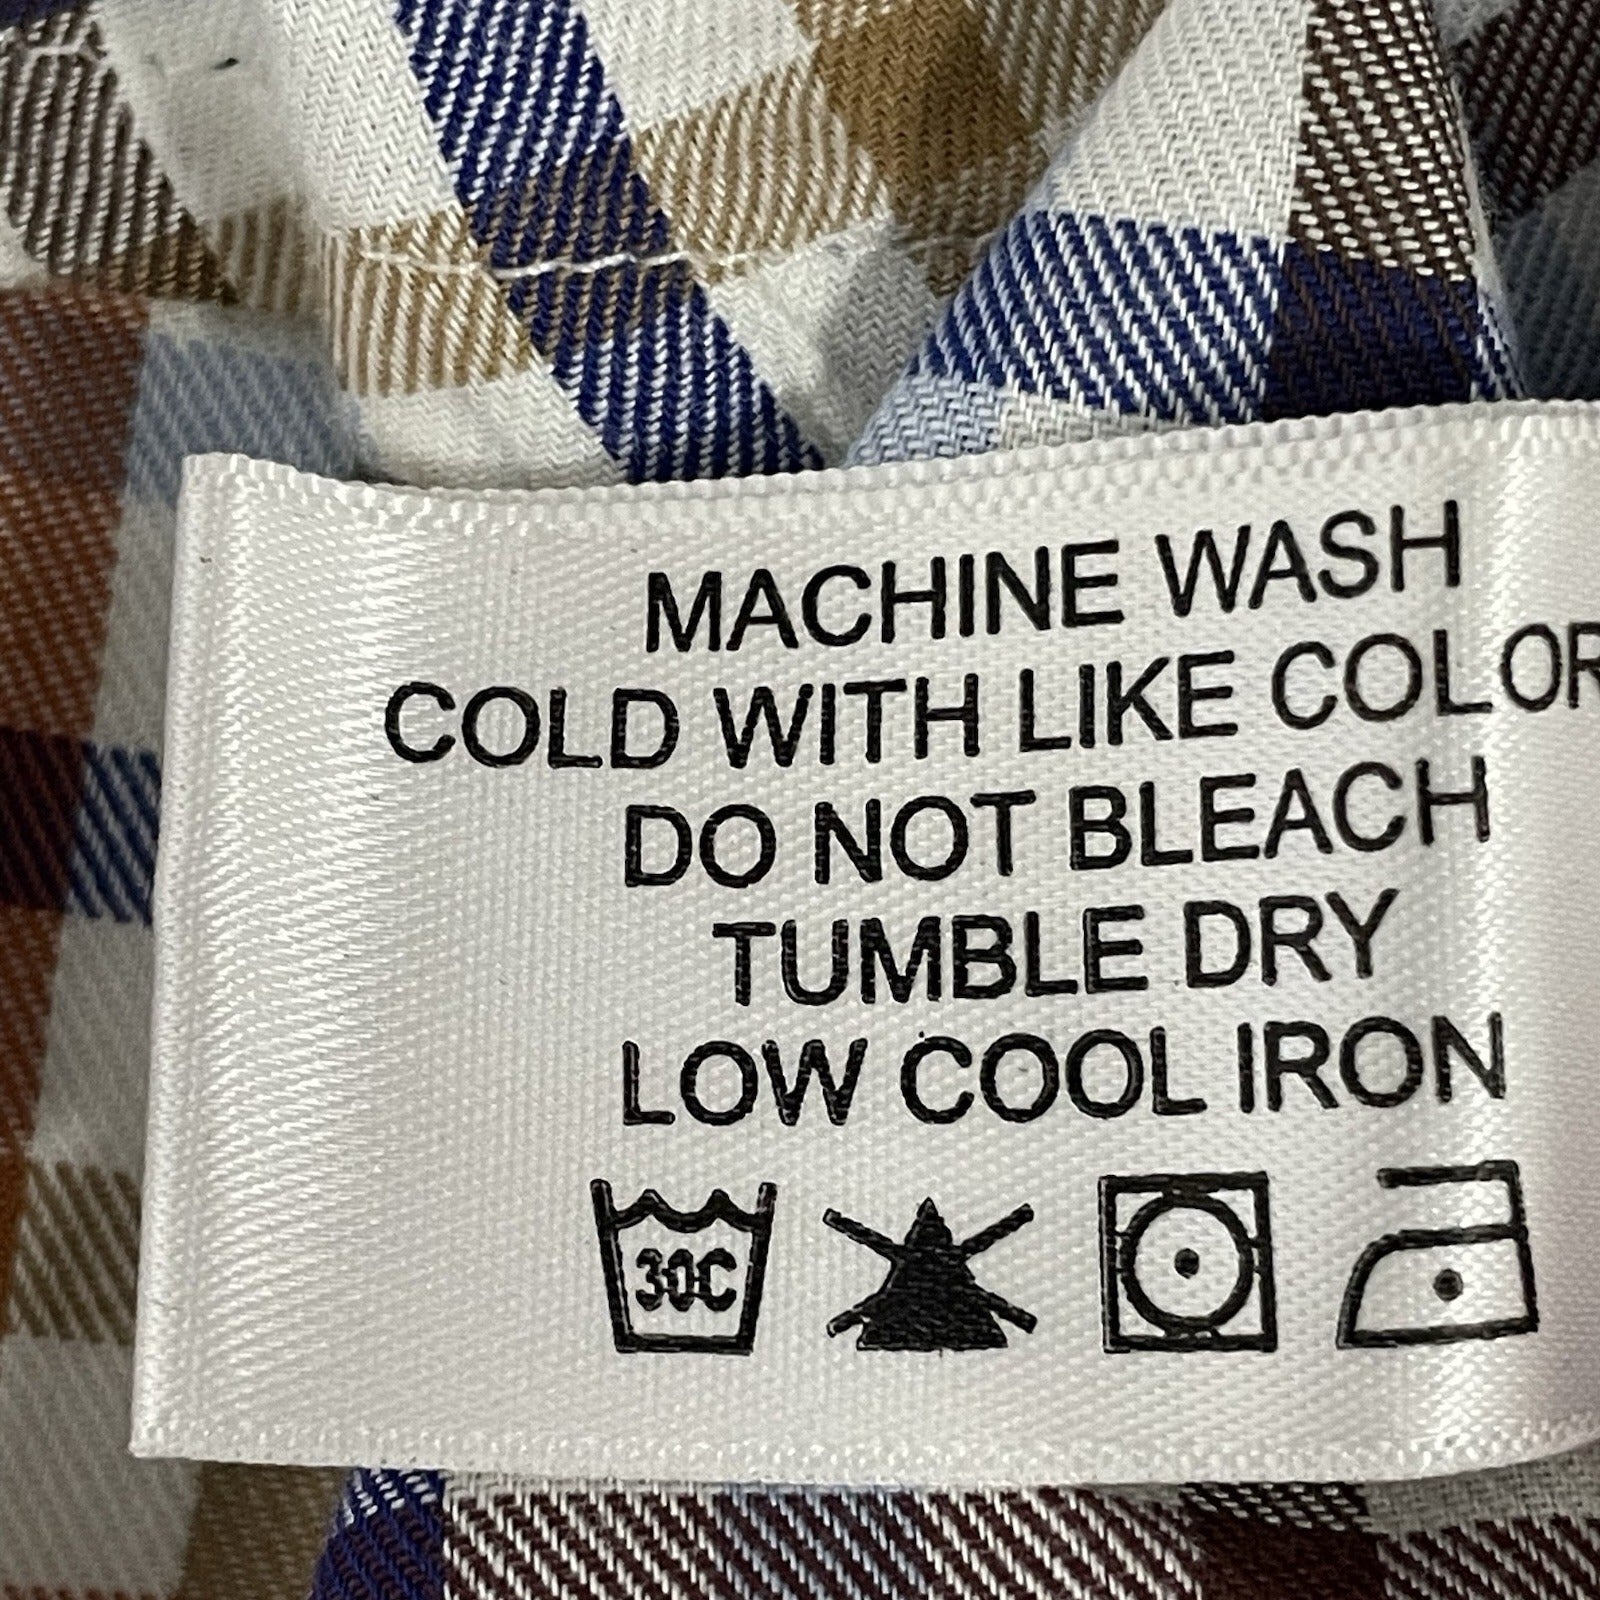 MACHINE WASH
COLD WITH LIKE COLOR
DO NOT BLEACH
TUMBLE DRY
LOW COOL IRON
30C